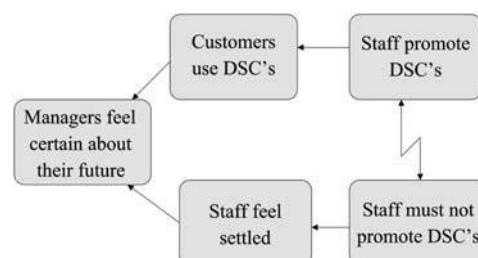 Customers
use DSC's
Staff promote
DSC's
Managers feel
certain about
their future
Staff feel
settled
Staff must not
promote DSC's